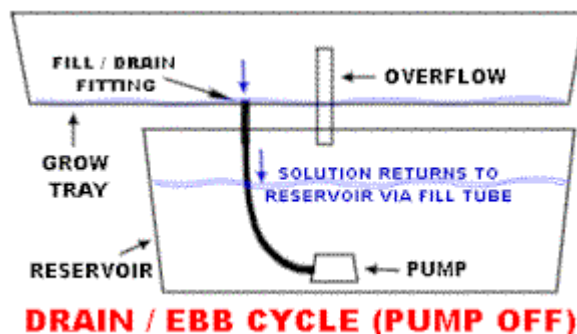 FILL / DRAIN
FITTING
OVERFLOW
GROW
TRAY
SOLUTION RETURNS TO
RESERVOIR VIA FILL TUBE
RESERVOIR
PUMP
DRAIN / EBB CYCLE (PUMP OFF)